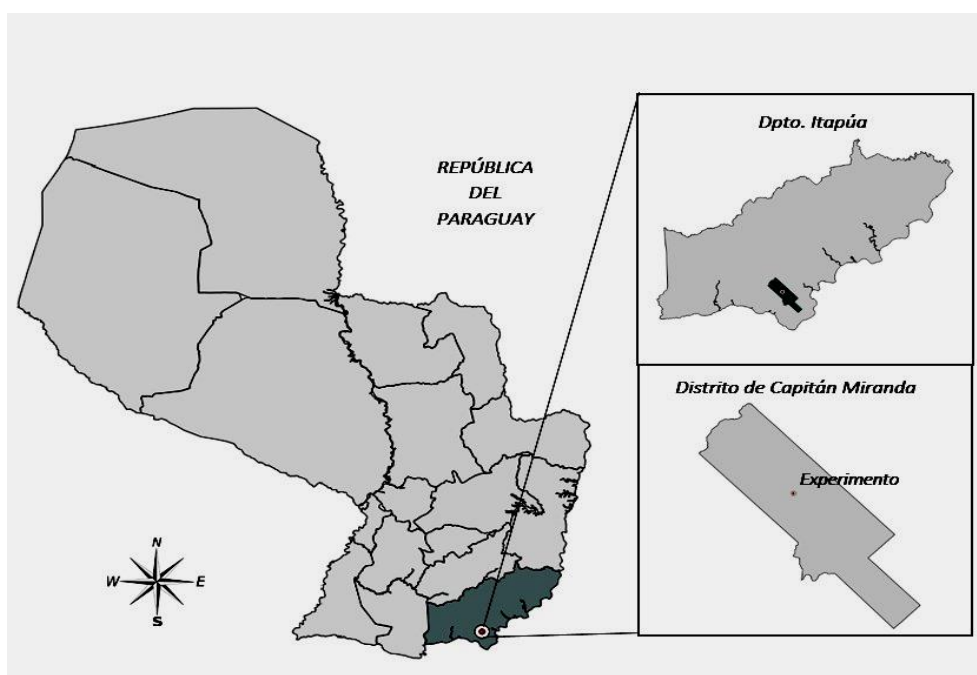 REPÚBLICA
DEL
PARAGUAY
Dpto. Itapúa
Distrito de Capitán Miranda
Experimento
N
W
E
S